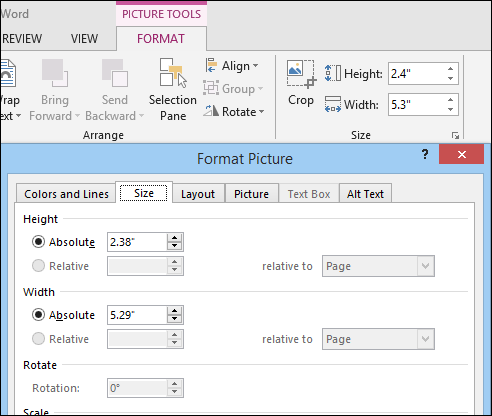 Word
PICTURE TOOLS
REVIEW VIEW FORMAT
Wrap Text Bring Forward Send Backward Selection Pane
Align
Group
Rotate
Crop
Height: 2.4"
Width: 5.3"
Arrange Size
Format Picture ?
Colors and Lines Size Layout Picture Text Box Alt Text
Height
Absolute 2.38"
Relative relative to Page
Width
Absolute 5.29"
Relative relative to Page
Rotate
Rotation: 0°
Scale